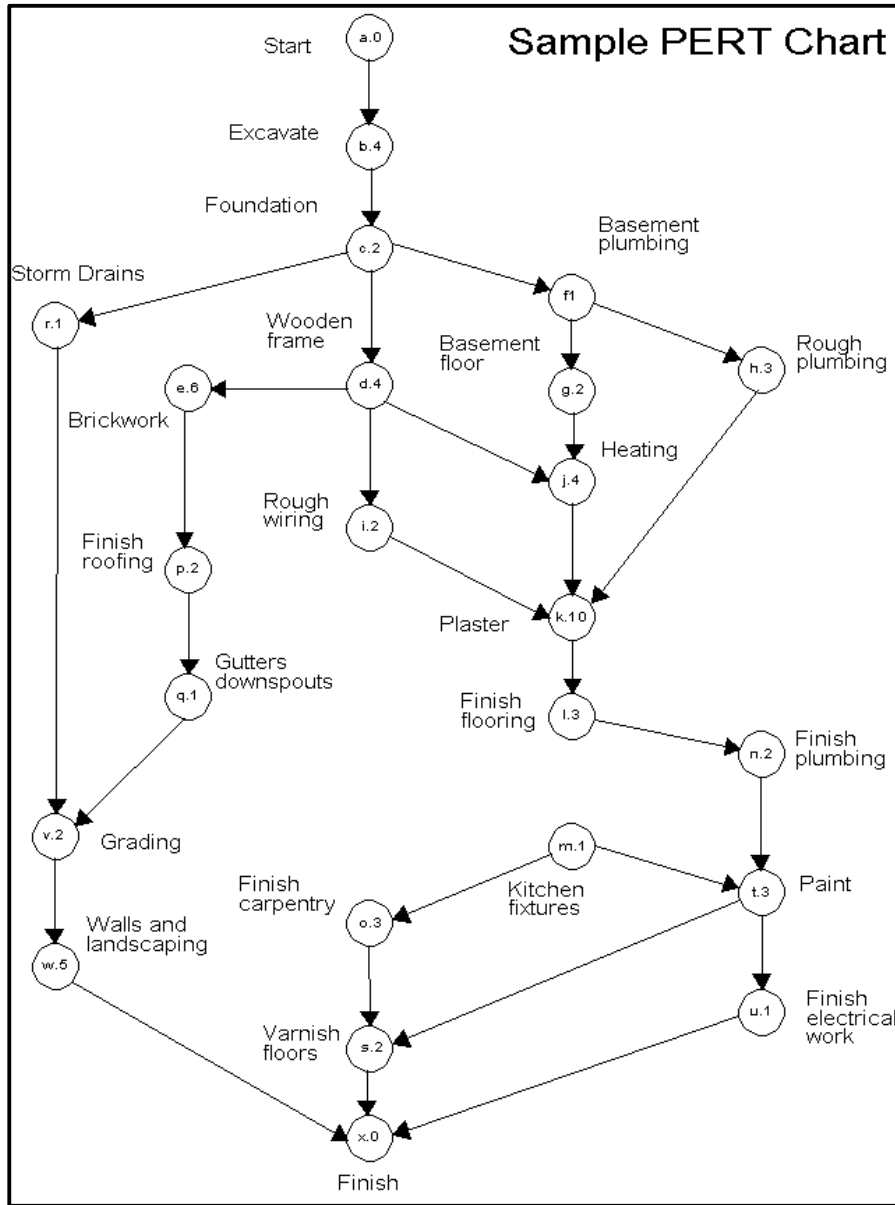 Sample PERT Chart
Start
a.0
Excavate
b.4
Foundation
c.2
Basement
plumbing
Storm Drains
f1
r.1
Wooden
frame
Basement
floor
Rough
plumbing
h.3
e.6
d.4
g.2
Brickwork
Heating
j.4
Rough
wiring
i.2
Finish
roofing
p.2
Plaster
k.10
Gutters
downspouts
q.1
Finish
flooring
l.3
Finish
plumbing
n.2
v.2
Grading
m.1
Kitchen
fixtures
Finish
carpentry
t.3
Paint
o.3
Walls and
landscaping
w.5
Varnish
floors
s.2
u.1
Finish
electrical
work
x.0
Finish